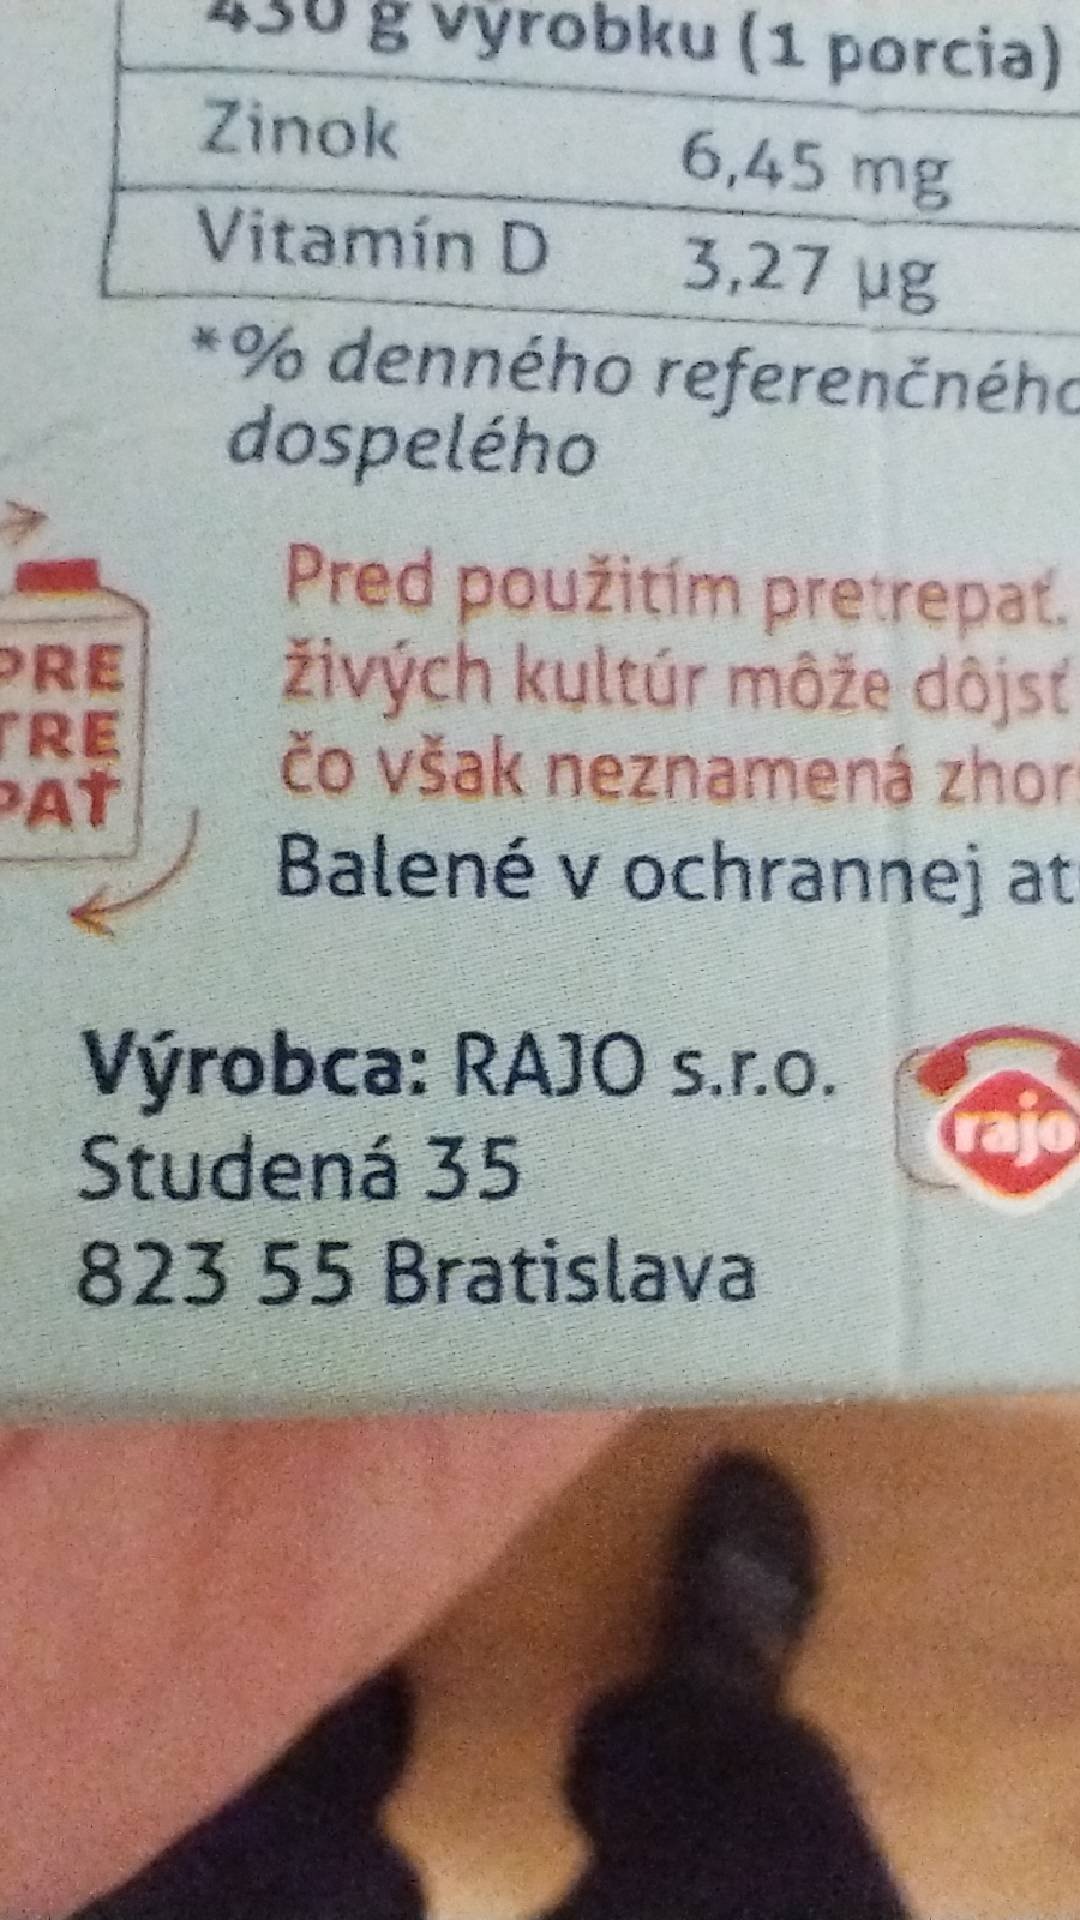 430 g výrobku (1 porcia)
Zinok 6,45 mg
Vitamín D 3,27 µg
*% denného referenčného
dospelého
PRE
TRE
PAŤ
Pred použitím pretrepať.
živých kultúr môže dôjsť
čo však neznamená
Balené v ochrannej
Výrobca: RAJO s.r.o.
Studená 35
823 55 Bratislava
rajo